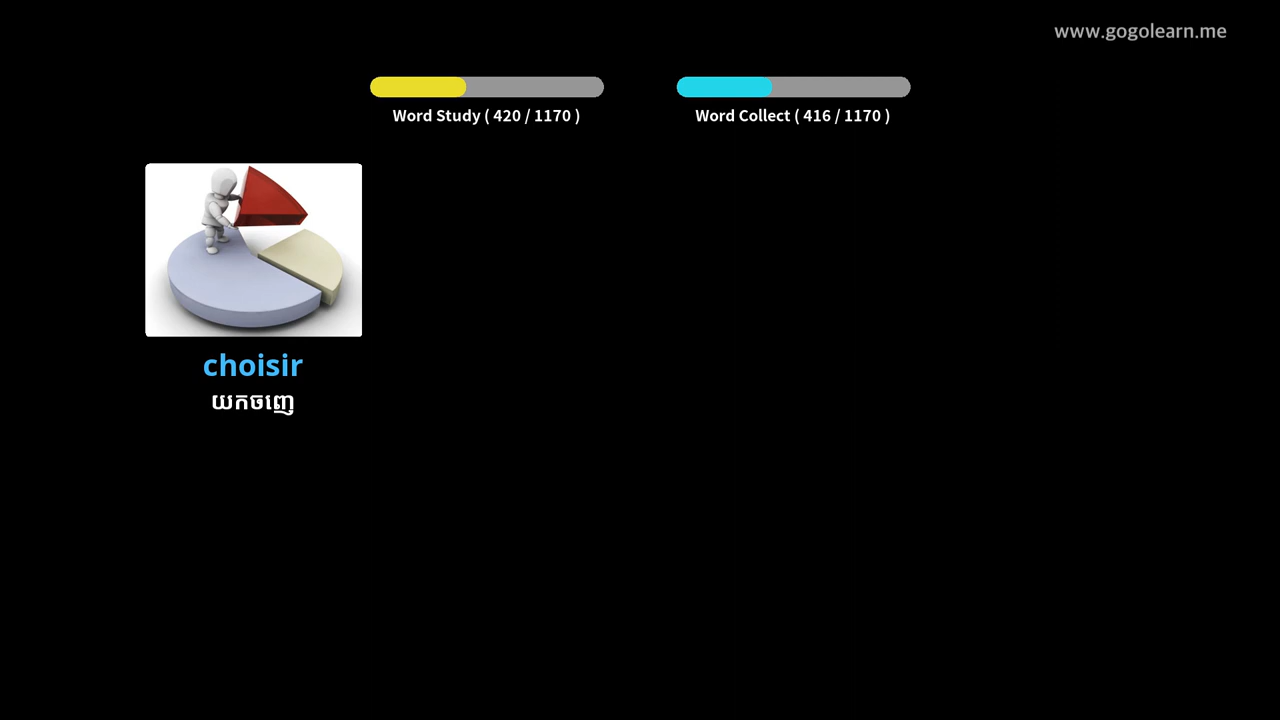 www.gogolearn.me
Word Study ( 420 / 1170 )
Word Collect ( 416 / 1170 )
choisir
យកចញេ